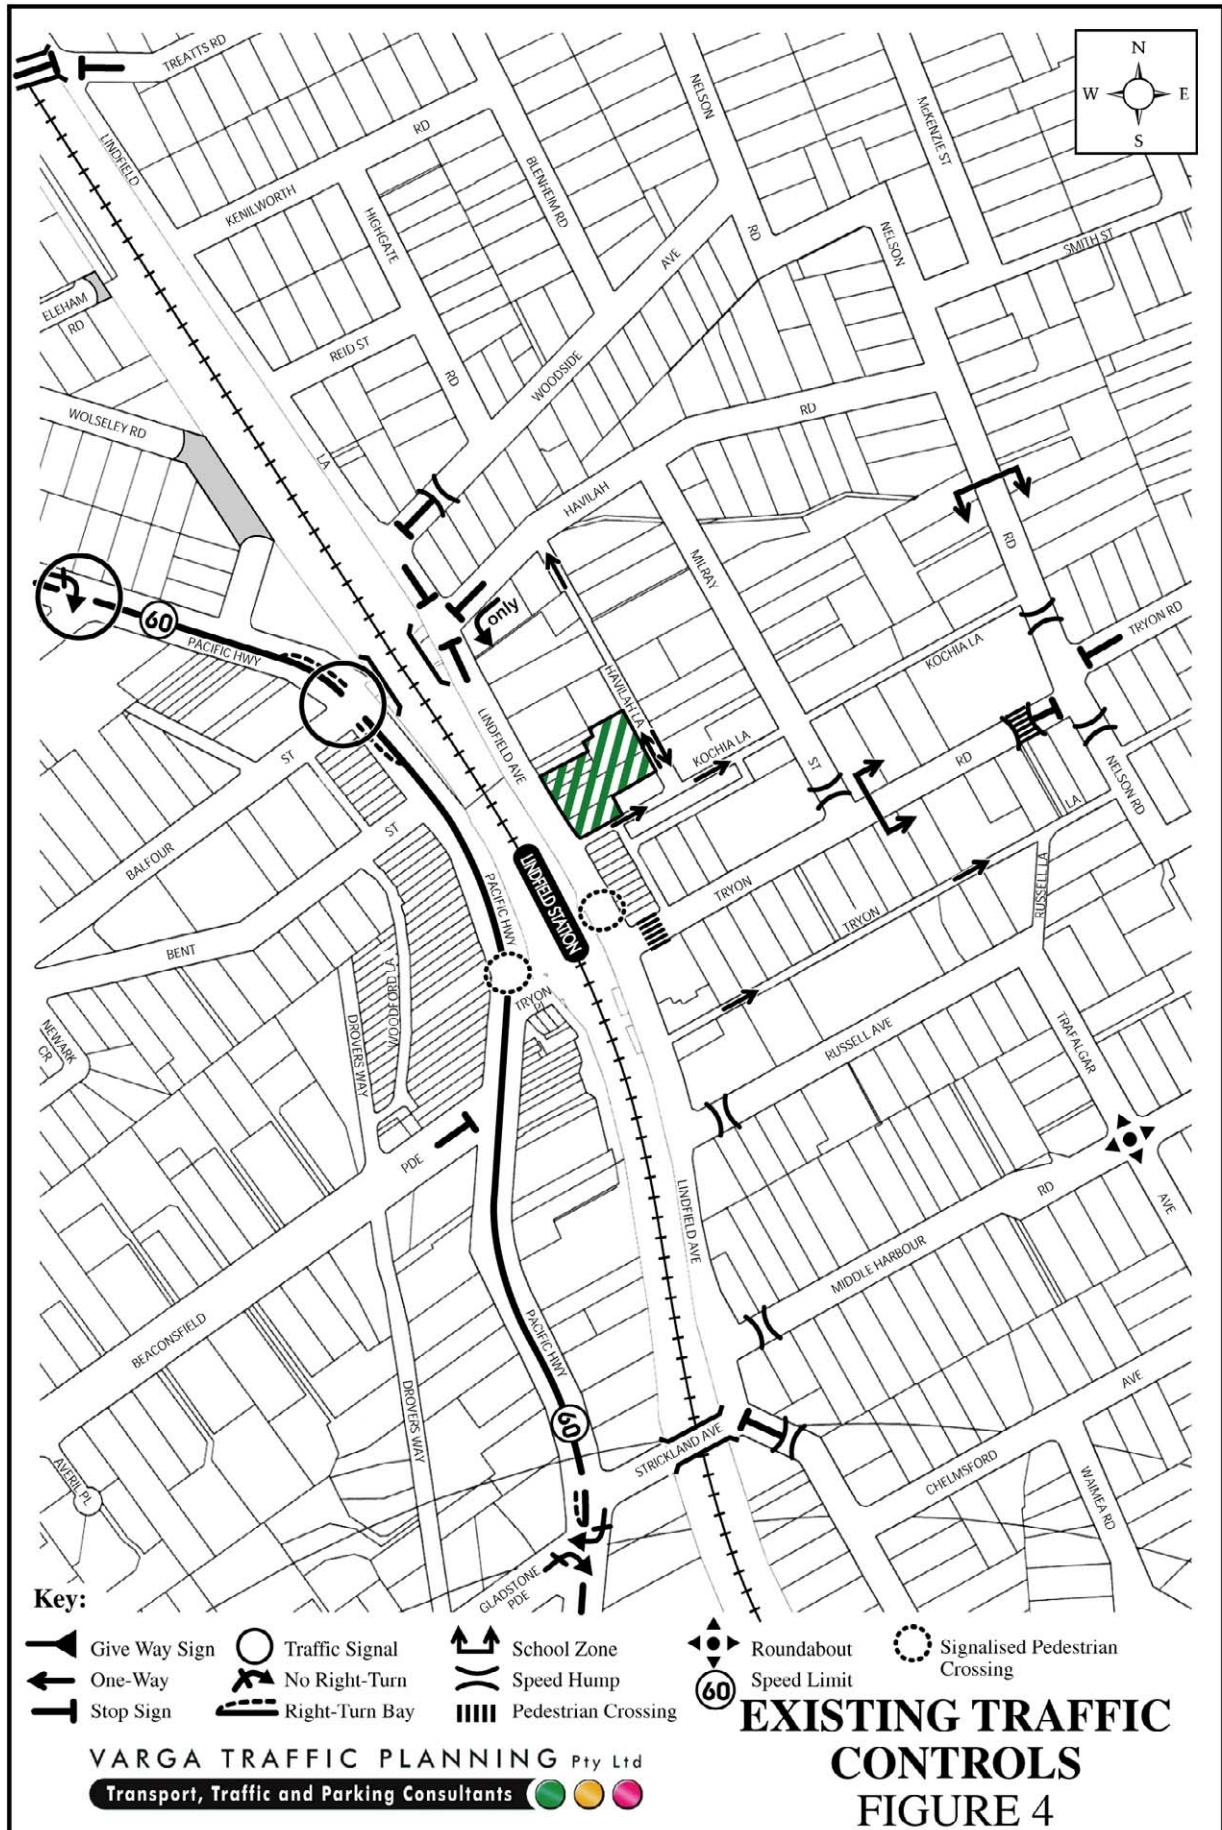 TREATTS RD
N
W E
S
LINDFIELD
NELSON
McKENZIE ST
RD
KENILWORTH
BLENHEIM RD
HIGHGATE
RD
NELSON
SMITH ST
AVE
ELEHAM
RD
REID ST
RD
WOODSIDE
RD
WOLSELEY RD
LA
HAVILAH
MILRAY
RD
only
60
PACIFIC HWY
TRYON RD
KOCHIA LA
HAVILAH LA
LINDFIELD AVE
KOCHIA LA
ST
RD
NELSON RD
ST
LA
ST
BALFOUR
LINDFIELD STATION
PACIFIC HWY
TRYON
RUSSELL LA
TRYON
BENT
WOODFORD LA
TRYON
PL
DROVERS WAY
NEWARK
CR
RUSSELL AVE
TRAFALGAR
PDE
LINDFIELD AVE
RD
AVE
MIDDLE HARBOUR
BEACONSFIELD
PACIFIC HWY
DROVERS WAY
AVE
60
STRICKLAND AVE
CHELMSFORD
AVERIL PL
WAIMEA RD
GLADSTONE
PDE
Key:
Give Way Sign
Traffic Signal
School Zone
Roundabout
Signalised Pedestrian
Crossing
One-Way
No Right-Turn
Speed Hump
60
Speed Limit
Stop Sign
Right-Turn Bay
Pedestrian Crossing
EXISTING TRAFFIC
CONTROLS
FIGURE 4
VARGA TRAFFIC PLANNING Pty Ltd
Transport, Traffic and Parking Consultants